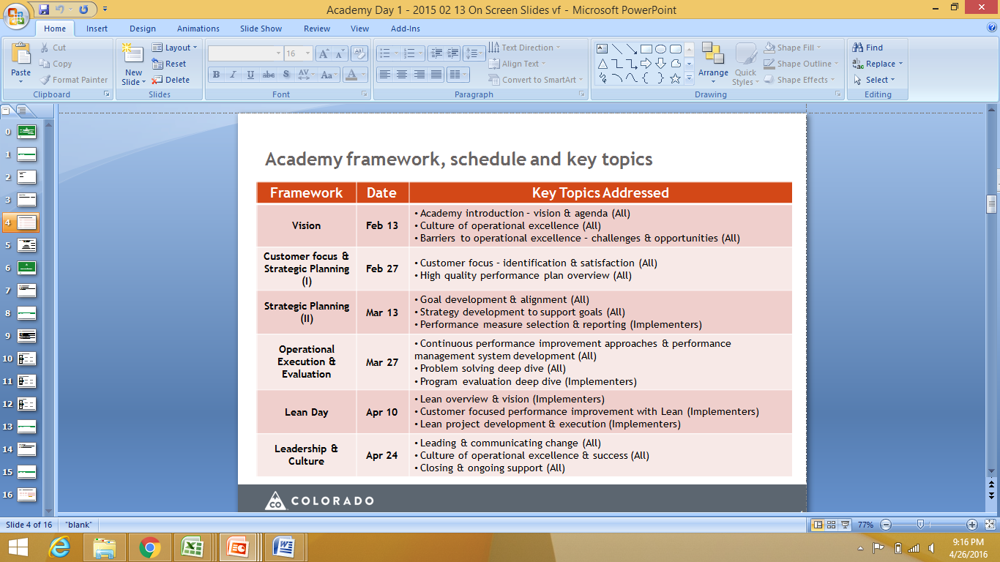 Academy Day 1 - 2015 02 13 On Screen Slides vf - Microsoft PowerPoint
Home Insert Design Animations Slide Show Review View Add-Ins
Paste
Cut
Copy
Format Painter
Clipboard
New Slide
Layout
Reset
Delete
Slides
16
B I U abc S AV Aa A
Font
Text Direction
Align Text
Convert to SmartArt
Paragraph
Arrange
Quick Styles
Shape Fill
Shape Outline
Shape Effects
Drawing
Find
Replace
Select
Editing
0
1
2
3
4
5
6
7
8
9
10
11
12
13
14
15
16
Academy framework, schedule and key topics
Framework Date Key Topics Addressed
Vision
Feb 13
• Academy introduction – vision & agenda (All)
• Culture of operational excellence (All)
• Barriers to operational excellence – challenges & opportunities (All)
Customer focus &
Strategic Planning
(I)
Feb 27
• Customer focus – identification & satisfaction (All)
• High quality performance plan overview (All)
Strategic Planning
(II)
Mar 13
• Goal development & alignment (All)
• Strategy development to support goals (All)
• Performance measure selection & reporting (Implementers)
Operational
Execution &
Evaluation
Mar 27
• Continuous performance improvement approaches & performance
management system development (All)
• Problem solving deep dive (All)
• Program evaluation deep dive (Implementers)
Lean Day
Apr 10
• Lean overview & vision (Implementers)
• Customer focused performance improvement with Lean (Implementers)
• Lean project development & execution (Implementers)
Leadership &
Culture
Apr 24
• Leading & communicating change (All)
• Culture of operational excellence & success (All)
• Closing & ongoing support (All)
CO COLORADO
Slide 4 of 16 "blank" 77%
9:16 PM
4/26/2016